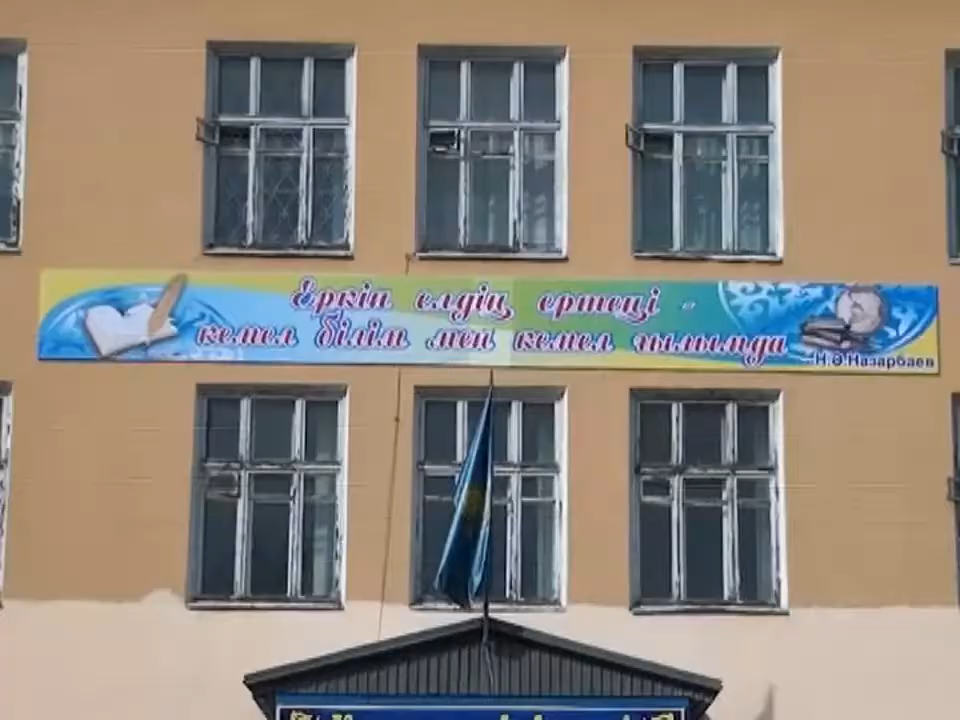 Еркін елдің ертеңі -
кемел білім мен кемел ғылымда
Н.Ә.Назарбаев